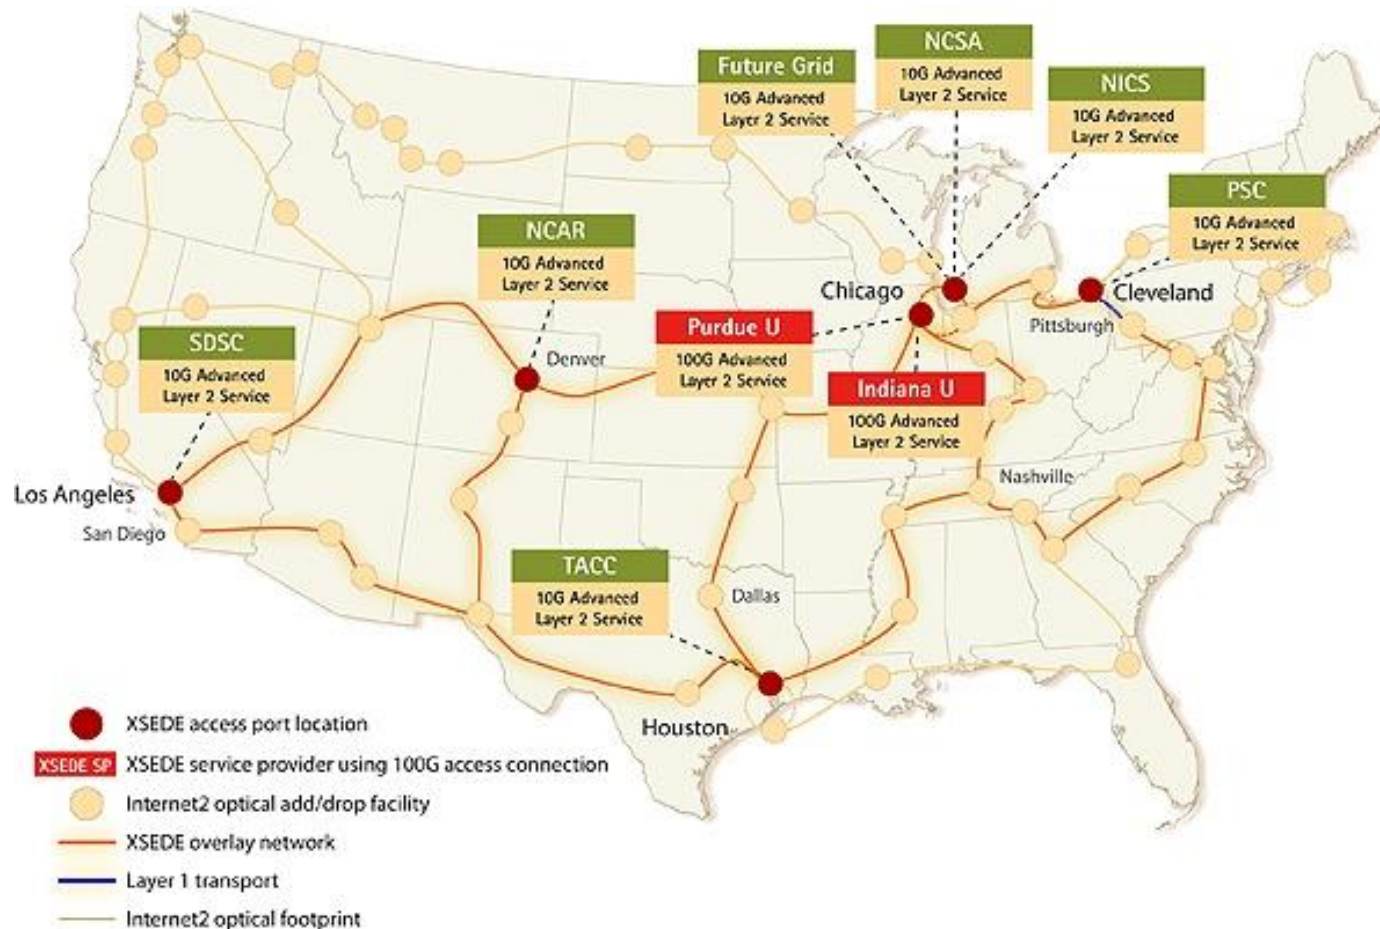 NCSA
10G Advanced
Layer 2 Service
Future Grid
10G Advanced
Layer 2 Service
NICS
10G Advanced
Layer 2 Service
PSC
10G Advanced
Layer 2 Service
NCAR
10G Advanced
Layer 2 Service
Chicago
Cleveland
Pittsburgh
Purdue U
100G Advanced
Layer 2 Service
SDSC
10G Advanced
Layer 2 Service
Denver
Indiana U
100G Advanced
Layer 2 Service
Nashville
Los Angeles
San Diego
TACC
10G Advanced
Layer 2 Service
Dallas
Houston
XSEDE access port location
XSEDE SP XSEDE service provider using 100G access connection
Internet2 optical add/drop facility
XSEDE overlay network
Layer 1 transport
Internet2 optical footprint